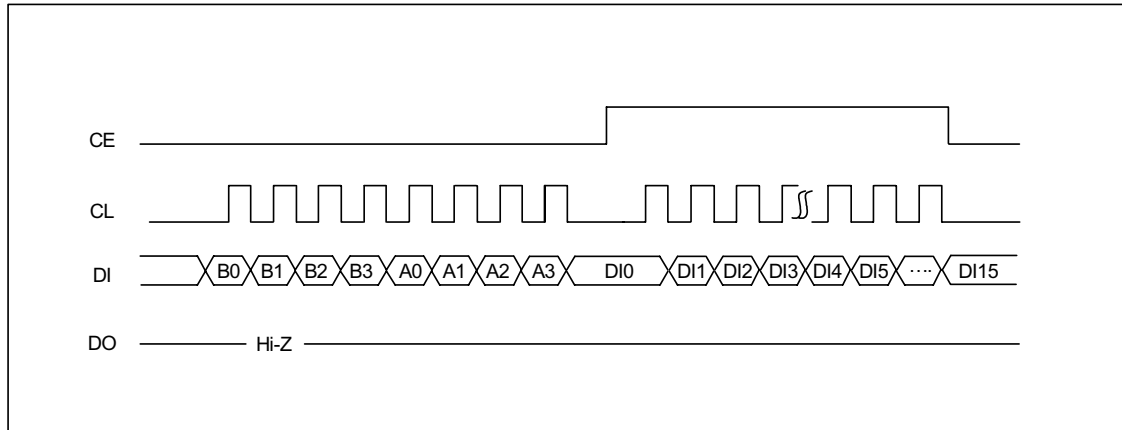 CE
CL
DI B0 B1 B2 B3 A0 A1 A2 A3 DI0 DI1 DI2 DI3 DI4 DI5 ···· DI15
DO Hi-Z